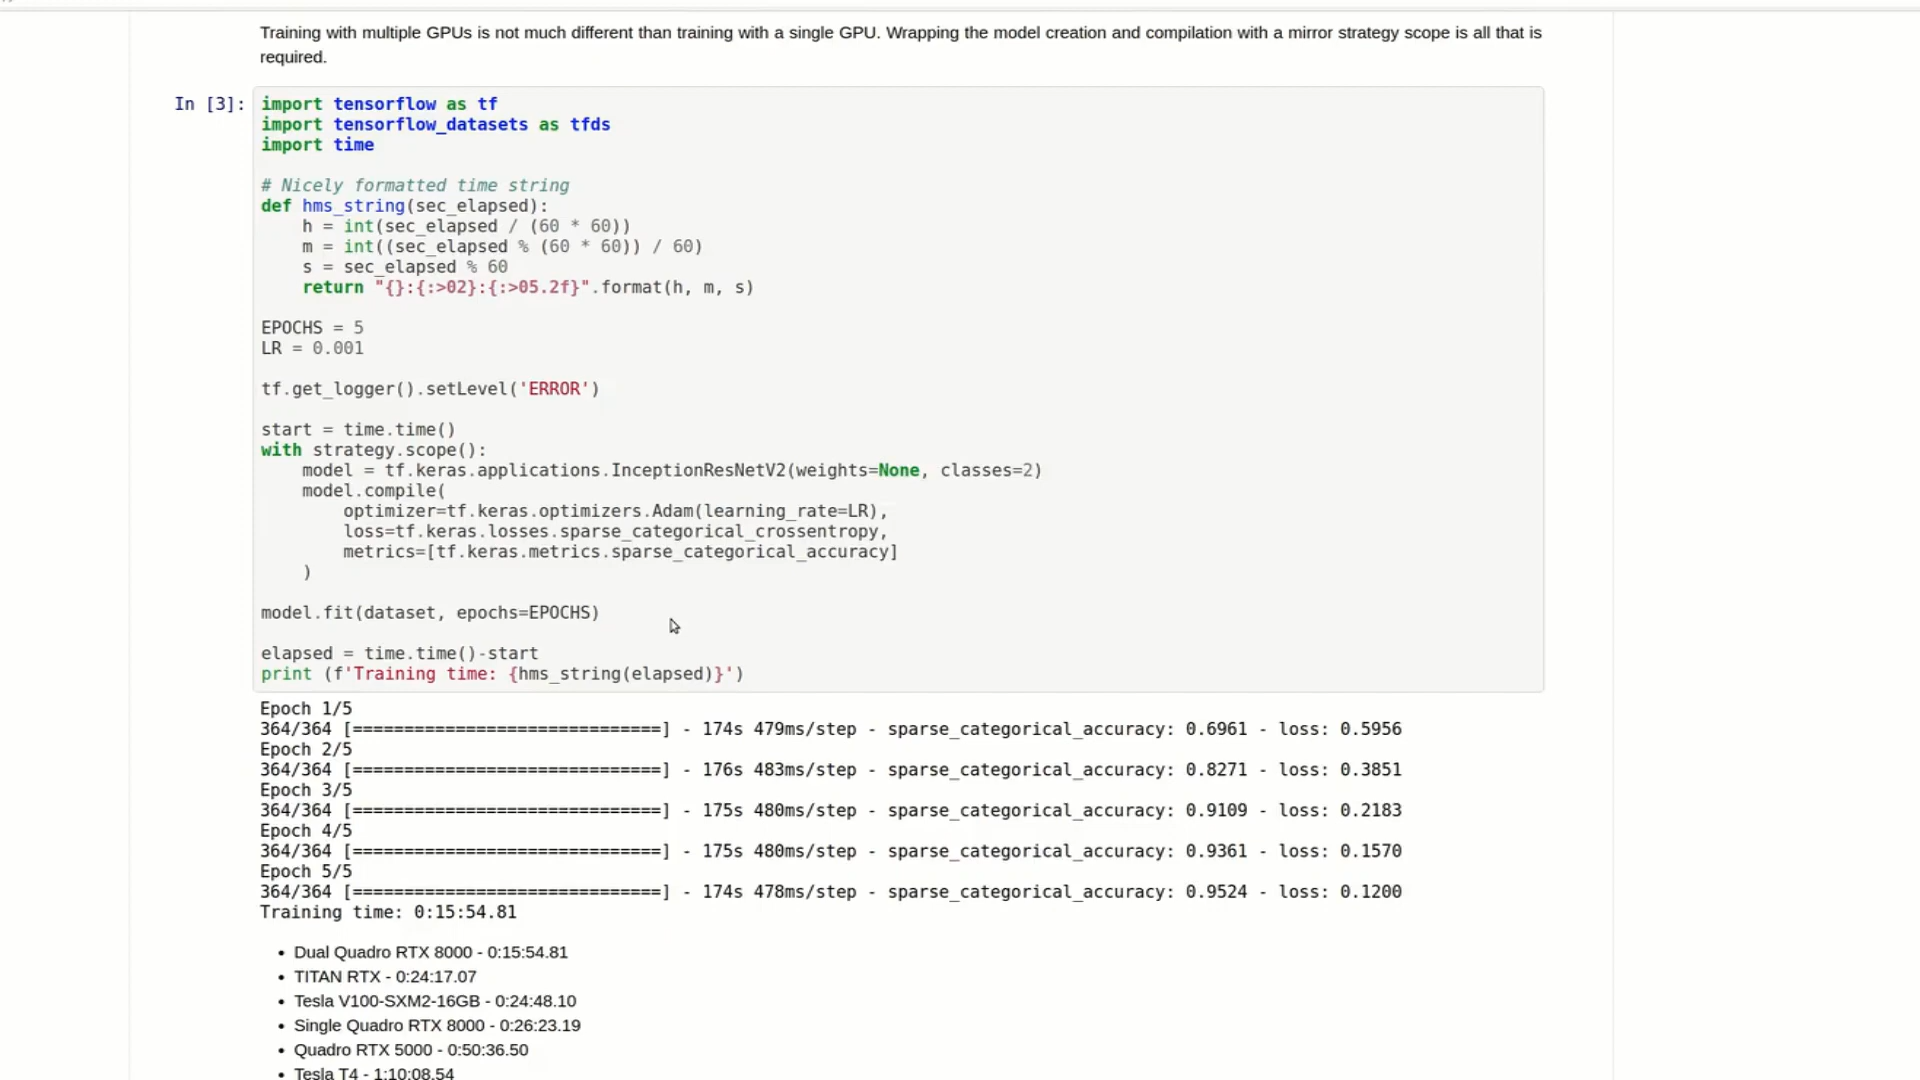 Training with multiple GPUs is not much different than training with a single GPU. Wrapping the model creation and compilation with a mirror strategy scope is all that is
required.
In [3]:
import tensorflow as tf
import tensorflow_datasets as tfds
import time

# Nicely formatted time string
def hms_string(sec_elapsed):
    h = int(sec_elapsed / (60 * 60))
    m = int((sec_elapsed % (60 * 60)) / 60)
    s = sec_elapsed % 60
    return "{}:{:>02}:{:>05.2f}".format(h, m, s)

EPOCHS = 5
LR = 0.001

tf.get_logger().setLevel('ERROR')

start = time.time()
with strategy.scope():
    model = tf.keras.applications.InceptionResNetV2(weights=None, classes=2)
    model.compile(
        optimizer=tf.keras.optimizers.Adam(learning_rate=LR),
        loss=tf.keras.losses.sparse_categorical_crossentropy,
        metrics=[tf.keras.metrics.sparse_categorical_accuracy]
    )

model.fit(dataset, epochs=EPOCHS)

elapsed = time.time()-start
print (f'Training time: {hms_string(elapsed)}')
Epoch 1/5
364/364 [==============================] - 174s 479ms/step - sparse_categorical_accuracy: 0.6961 - loss: 0.5956
Epoch 2/5
364/364 [==============================] - 176s 483ms/step - sparse_categorical_accuracy: 0.8271 - loss: 0.3851
Epoch 3/5
364/364 [==============================] - 175s 480ms/step - sparse_categorical_accuracy: 0.9109 - loss: 0.2183
Epoch 4/5
364/364 [==============================] - 175s 480ms/step - sparse_categorical_accuracy: 0.9361 - loss: 0.1570
Epoch 5/5
364/364 [==============================] - 174s 478ms/step - sparse_categorical_accuracy: 0.9524 - loss: 0.1200
Training time: 0:15:54.81
• Dual Quadro RTX 8000 - 0:15:54.81
• TITAN RTX - 0:24:17.07
• Tesla V100-SXM2-16GB - 0:24:48.10
• Single Quadro RTX 8000 - 0:26:23.19
• Quadro RTX 5000 - 0:50:36.50
• Tesla T4 - 1:10:08.54